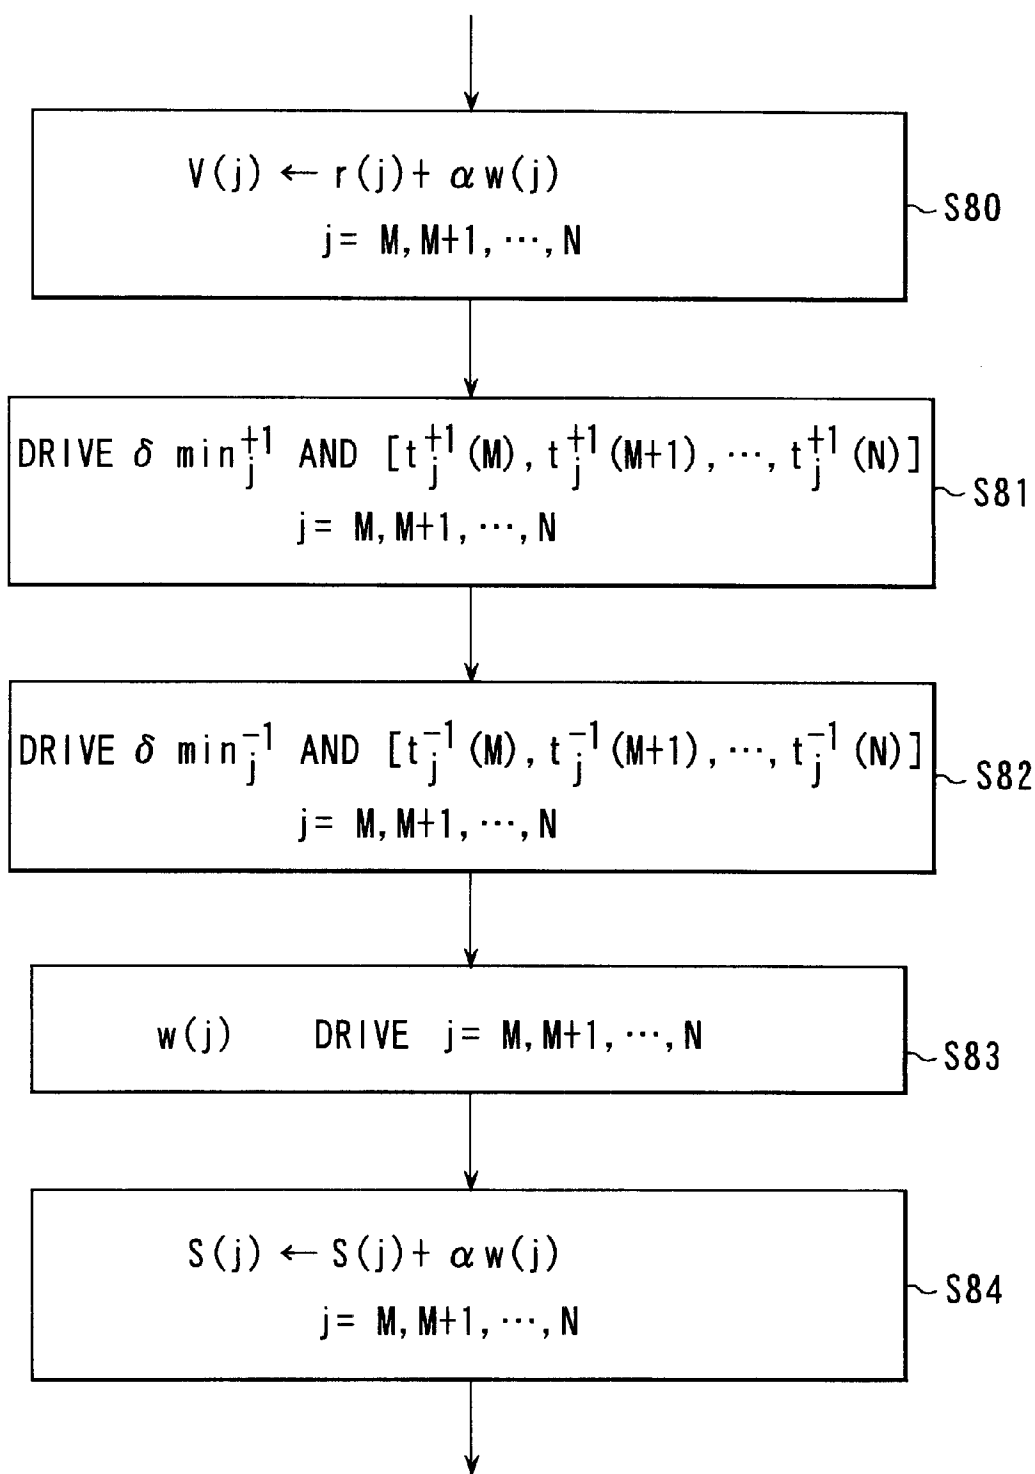 V(j) ← r(j)+ αw(j)
j= M, M+1, ⋯, N
S80
DRIVE δ min_j^{+1} AND [t_j^{+1}(M), t_j^{+1}(M+1), ⋯, t_j^{+1}(N)]
j= M, M+1, ⋯, N
S81
DRIVE δ min_j^{-1} AND [t_j^{-1}(M), t_j^{-1}(M+1), ⋯, t_j^{-1}(N)]
j= M, M+1, ⋯, N
S82
w(j) DRIVE j= M, M+1, ⋯, N
S83
S(j) ← S(j)+ αw(j)
j= M, M+1, ⋯, N
S84